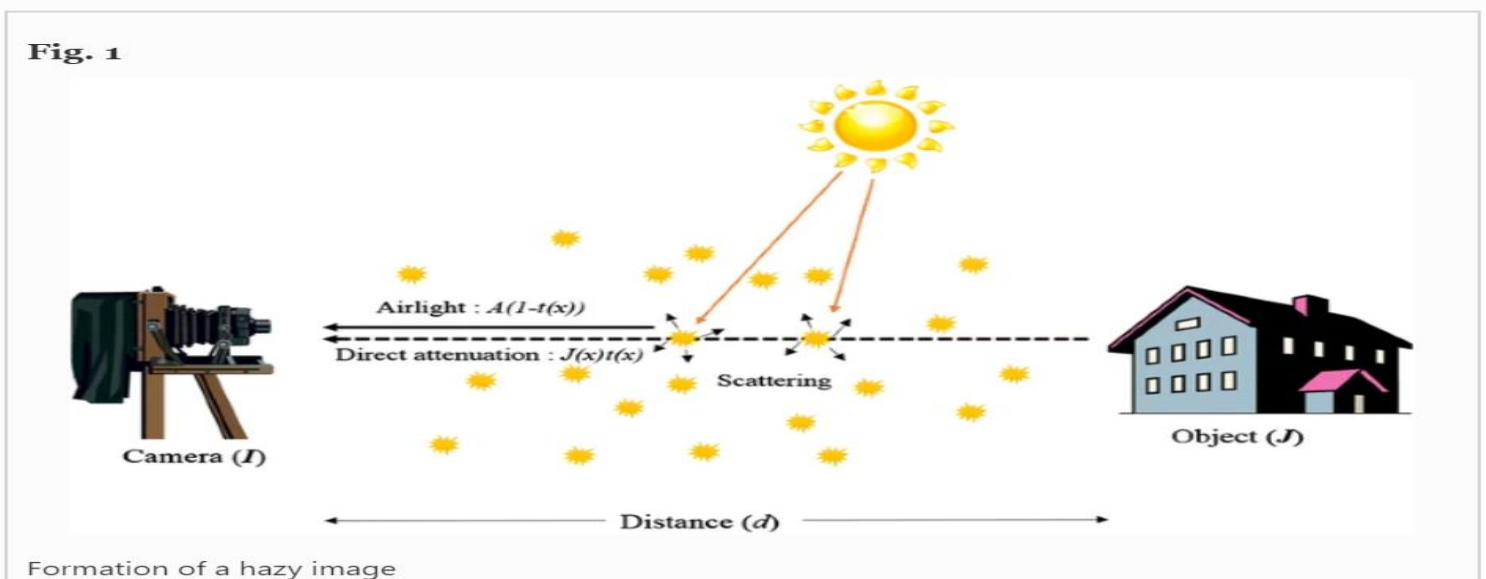 Fig. 1
Airlight : A(1-t(x))
Direct attenuation : J(x)t(x)
Scattering
Camera (I)
Object (J)
Distance (d)
Formation of a hazy image